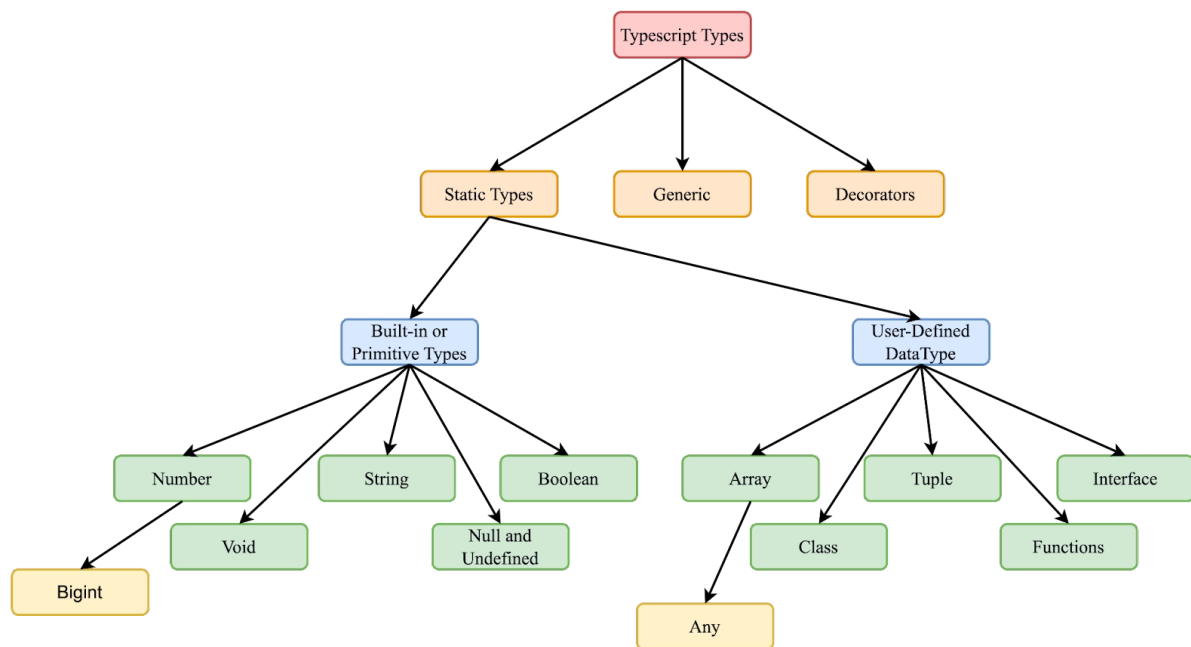 Typescript Types
Static Types
Generic
Decorators
Built-in or
Primitive Types
User-Defined
DataType
Number
String
Boolean
Array
Tuple
Interface
Void
Null and
Undefined
Class
Functions
Bigint
Any